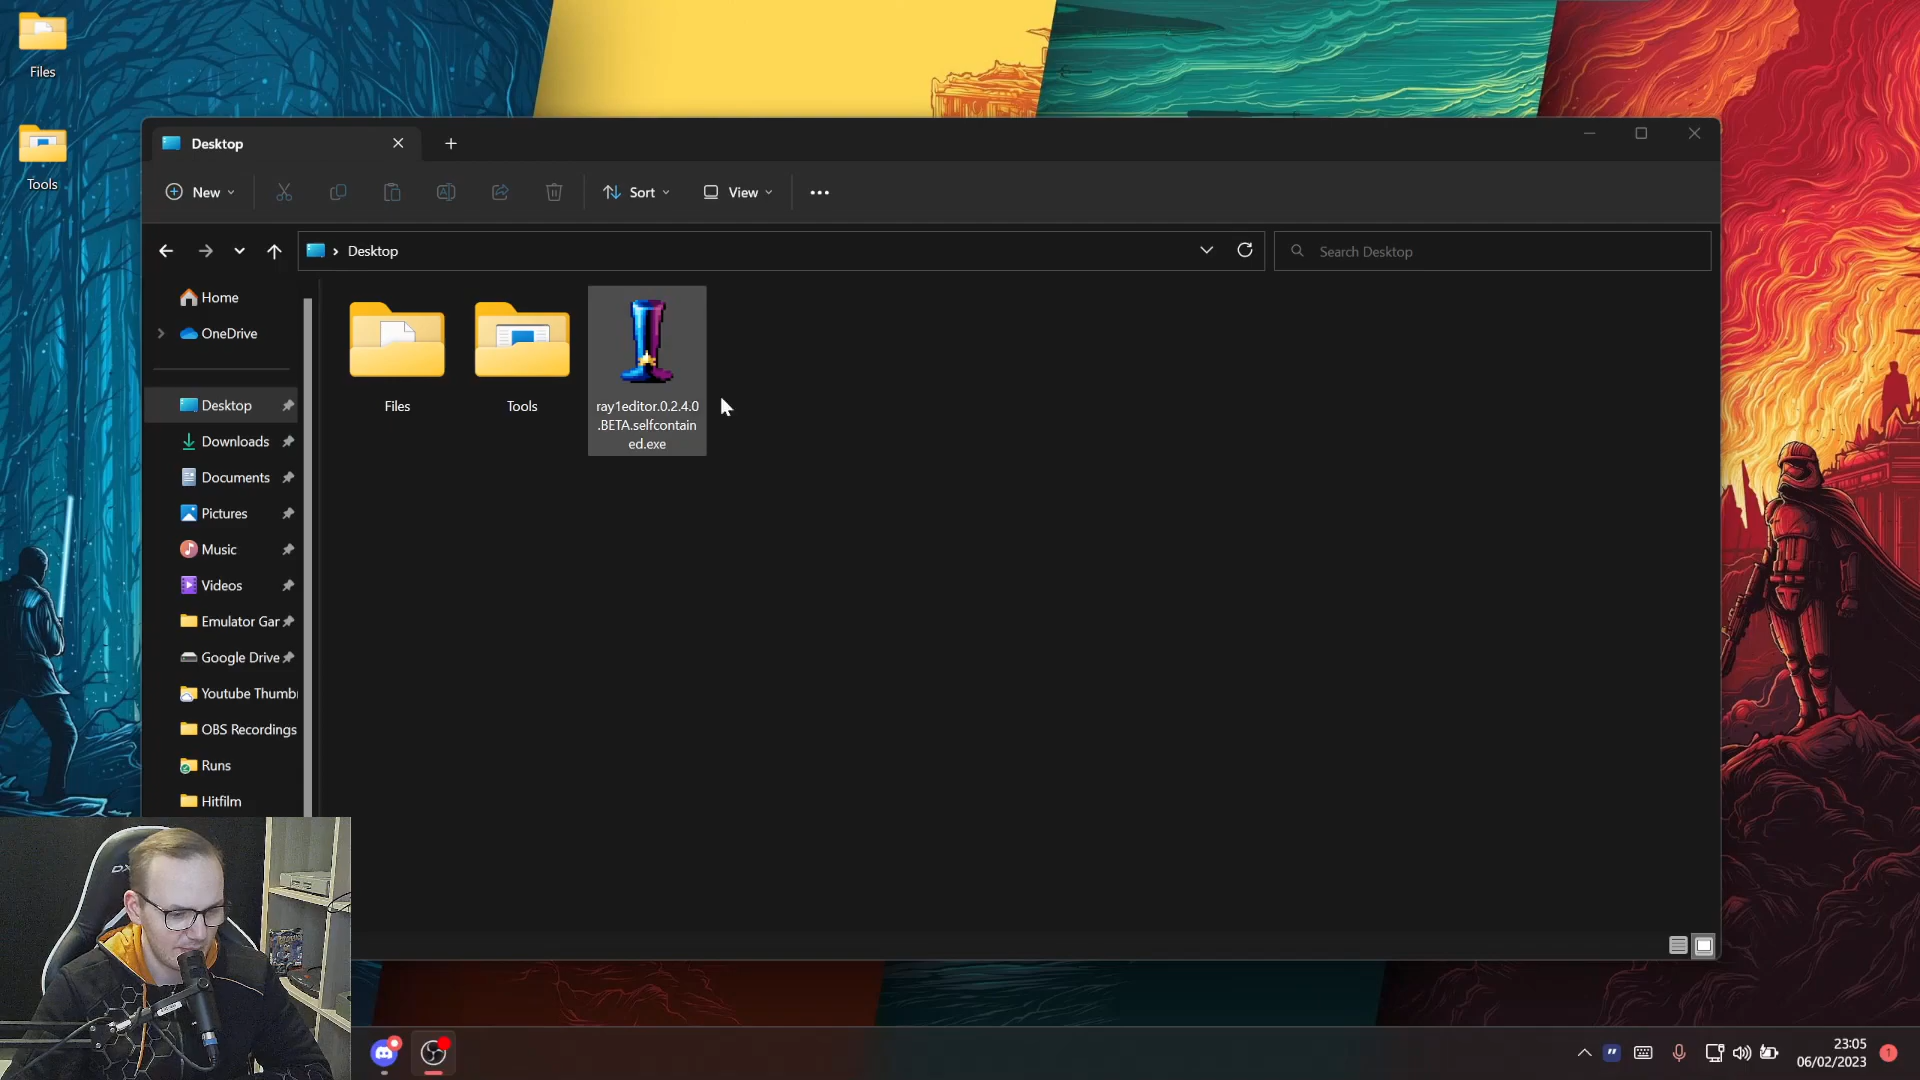 Files
Tools
Desktop
New
Sort
View
Desktop
Search Desktop
Home
OneDrive
Desktop
Downloads
Documents
Pictures
Music
Videos
Emulator Gar
Google Drive
Youtube Thumb
OBS Recordings
Runs
Hitfilm
Files
Tools
ray1editor.0.2.4.0
.BETA.selfcontain
ed.exe
DX
23:05
06/02/2023
1